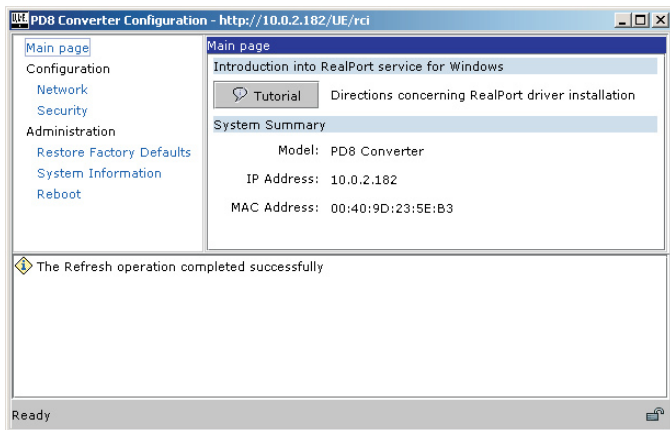 PD8 Converter Configuration - http://10.0.2.182/UE/rci
Main page
Configuration
Network
Security
Administration
Restore Factory Defaults
System Information
Reboot
Main page
Introduction into RealPort service for Windows
Tutorial Directions concerning RealPort driver installation
System Summary
Model: PD8 Converter
IP Address: 10.0.2.182
MAC Address: 00:40:9D:23:5E:B3
The Refresh operation completed successfully
Ready